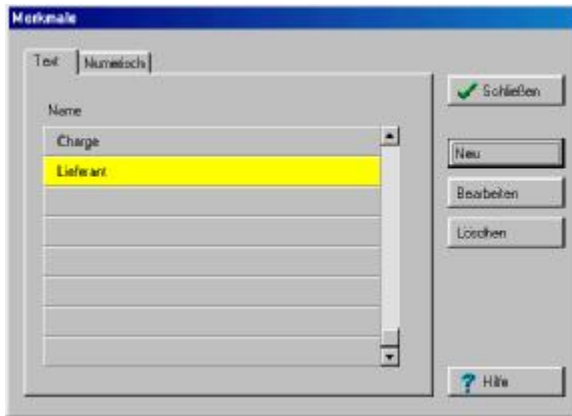 Merkmale
Text
Numerisch
Schließen
Name
Charge
Lieferant
Neu
Bearbeiten
Löschen
Hilfe